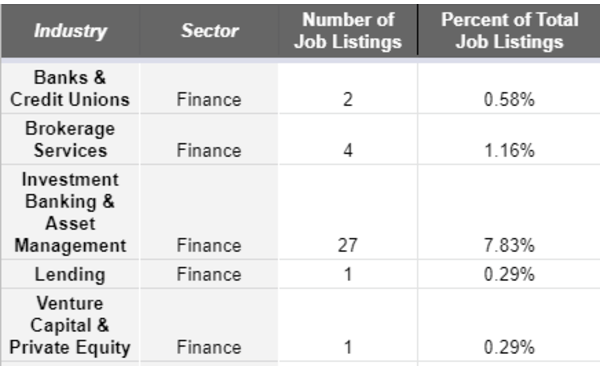 Industry Sector Number of Job Listings Percent of Total Job Listings
Banks & Credit Unions Finance 2 0.58%
Brokerage Services Finance 4 1.16%
Investment Banking & Asset Management Finance 27 7.83%
Lending Finance 1 0.29%
Venture Capital & Private Equity Finance 1 0.29%